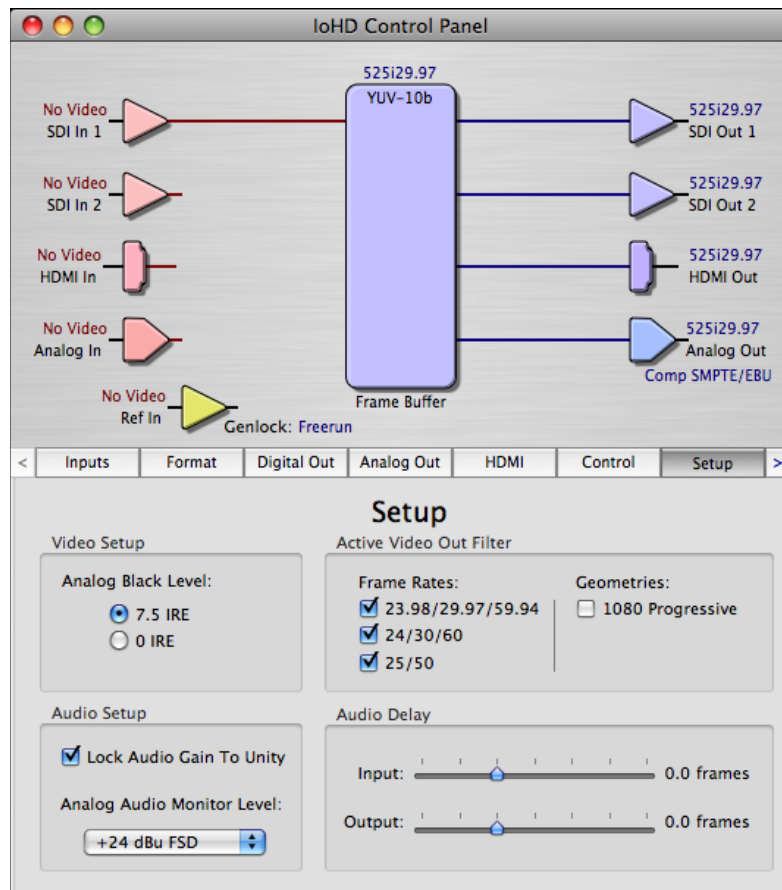 IoHD Control Panel
525i29.97
YUV-10b
No Video
SDI In 1
525i29.97
SDI Out 1
No Video
SDI In 2
525i29.97
SDI Out 2
No Video
HDMI In
525i29.97
HDMI Out
No Video
Analog In
525i29.97
Analog Out
Comp SMPTE/EBU
No Video
Ref In
Genlock: Freerun
Frame Buffer
< Inputs Format Digital Out Analog Out HDMI Control Setup >
Setup
Video Setup
Analog Black Level:
7.5 IRE
0 IRE
Active Video Out Filter
Frame Rates:
23.98/29.97/59.94
24/30/60
25/50
Geometries:
1080 Progressive
Audio Setup
Lock Audio Gain To Unity
Analog Audio Monitor Level:
+24 dBu FSD
Audio Delay
Input: 0.0 frames
Output: 0.0 frames